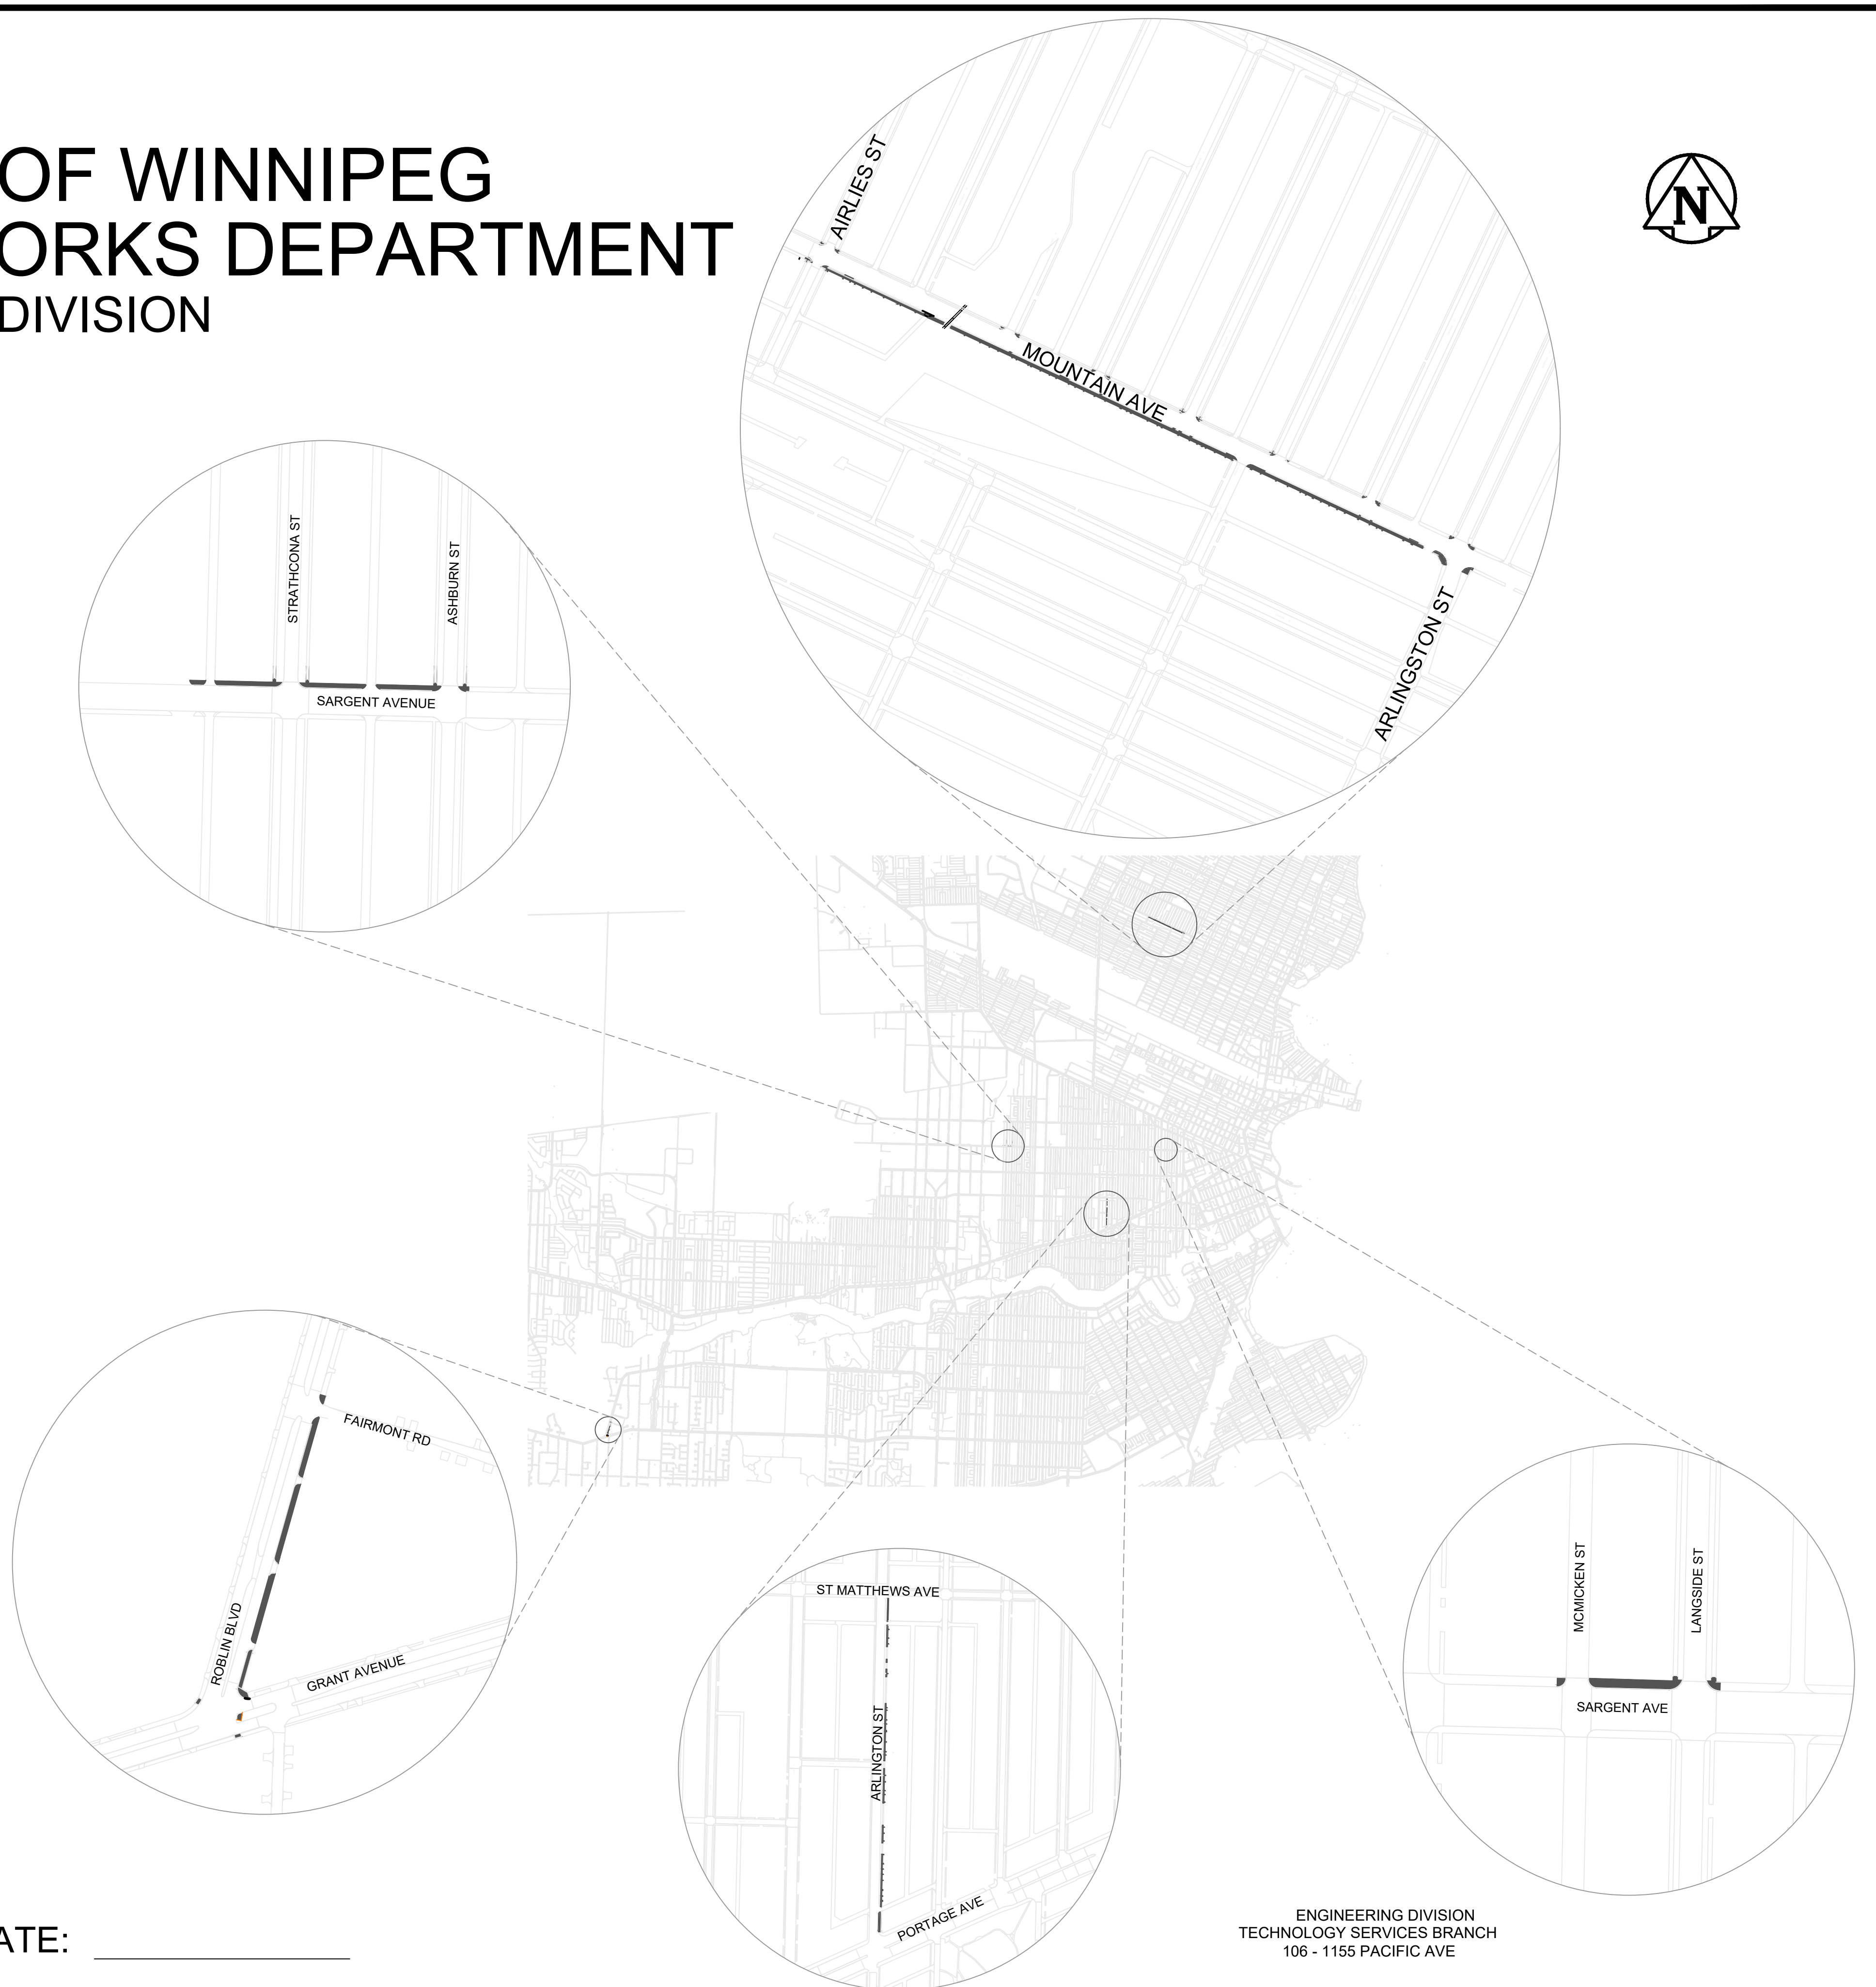 OF WINNIPEG
ORKS DEPARTMENT
DIVISION
N
AIRLIES ST
MOUNTAIN AVE
ARLINGSTON ST
STRATHCONA ST
ASHBURN ST
SARGENT AVENUE
FAIRMONT RD
ROBLIN BLVD
GRANT AVENUE
ST MATTHEWS AVE
ARLINGTON ST
PORTAGE AVE
MCMICKEN ST
LANGSIDE ST
SARGENT AVE
ATE:
ENGINEERING DIVISION
TECHNOLOGY SERVICES BRANCH
106 - 1155 PACIFIC AVE